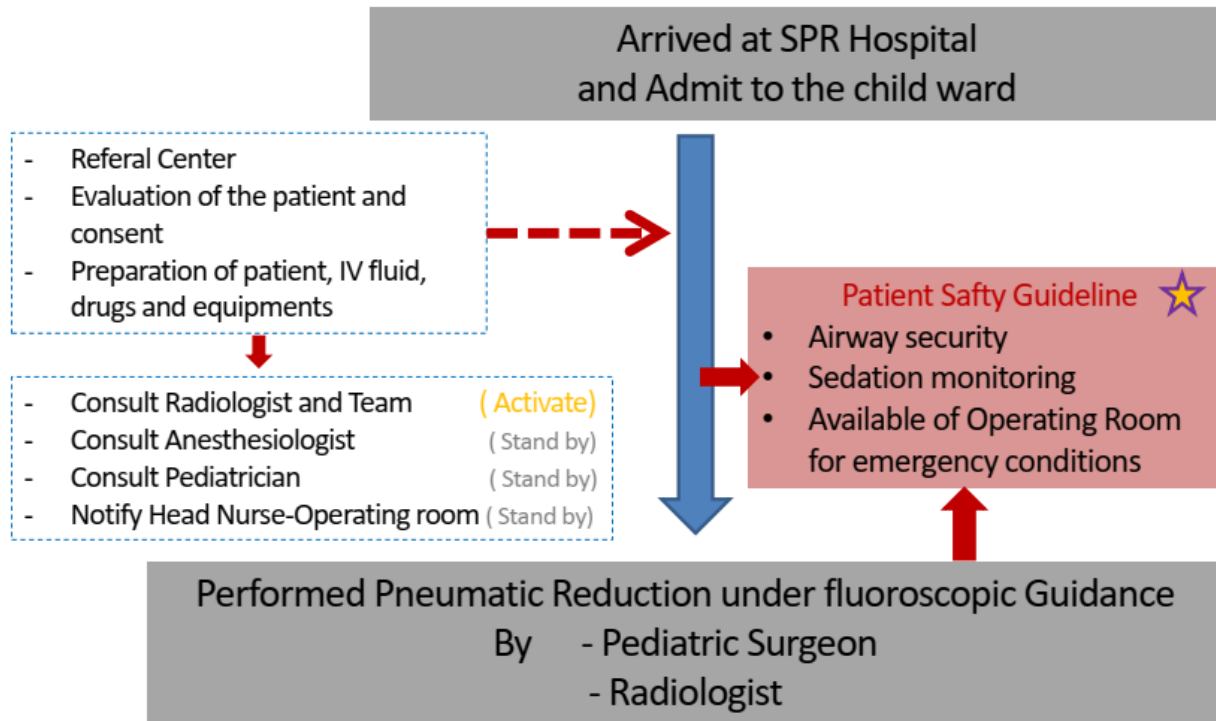 Arrived at SPR Hospital
and Admit to the child ward
- Referal Center
- Evaluation of the patient and
consent
- Preparation of patient, IV fluid,
drugs and equipments
- Consult Radiologist and Team ( Activate)
- Consult Anesthesiologist ( Stand by)
- Consult Pediatrician ( Stand by)
- Notify Head Nurse-Operating room ( Stand by)
Patient Safty Guideline
• Airway security
• Sedation monitoring
• Available of Operating Room
for emergency conditions
Performed Pneumatic Reduction under fluoroscopic Guidance
By - Pediatric Surgeon
- Radiologist